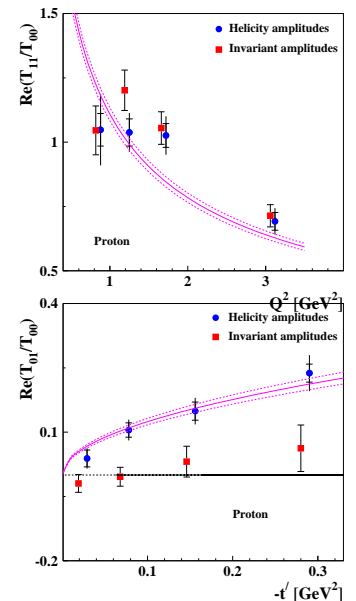 Re(T11/T00)
1.5
Helicity amplitudes
Invariant amplitudes
1
Proton
0.5
1 2 3
Q2 [GeV2]
Re(T01/T00)
0.4
Helicity amplitudes
Invariant amplitudes
0.1
Proton
-0.2
0.1 0.2 0.3
-t′ [GeV2]